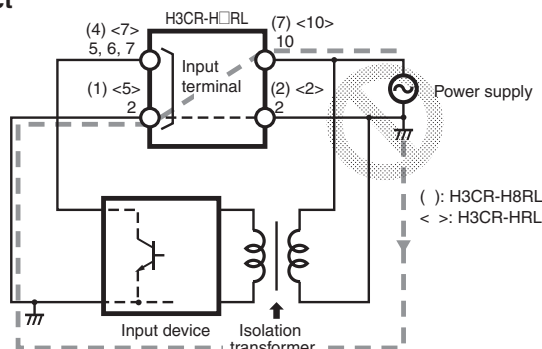 ct
H3CR-H□RL
(4) <7>
5, 6, 7
(7) <10>
10
Input
terminal
(1) <5>
2
(2) <2>
2
Power supply
( ): H3CR-H8RL
< >: H3CR-HRL
Input device
Isolation
transformer